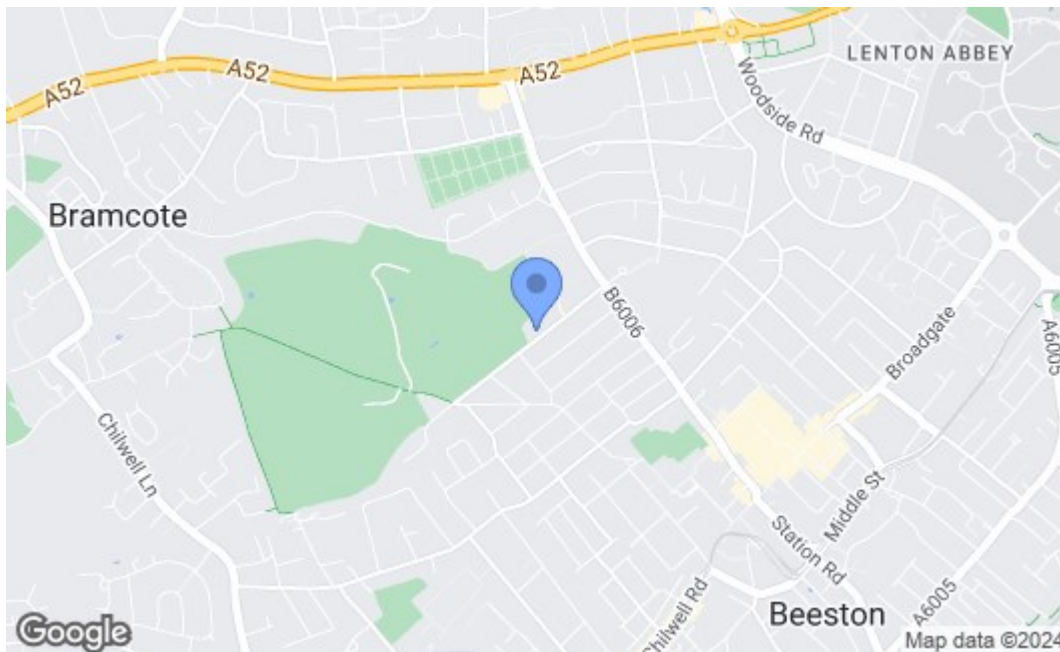 LENTON ABBEY
A52
A52
A52
Woodside Rd
Bramcote
B6006
Broadgate
A6005
Chilwell Ln
Middle St
Station Rd
Chilwell Rd
A6005
Beeston
Google
Map data ©2024